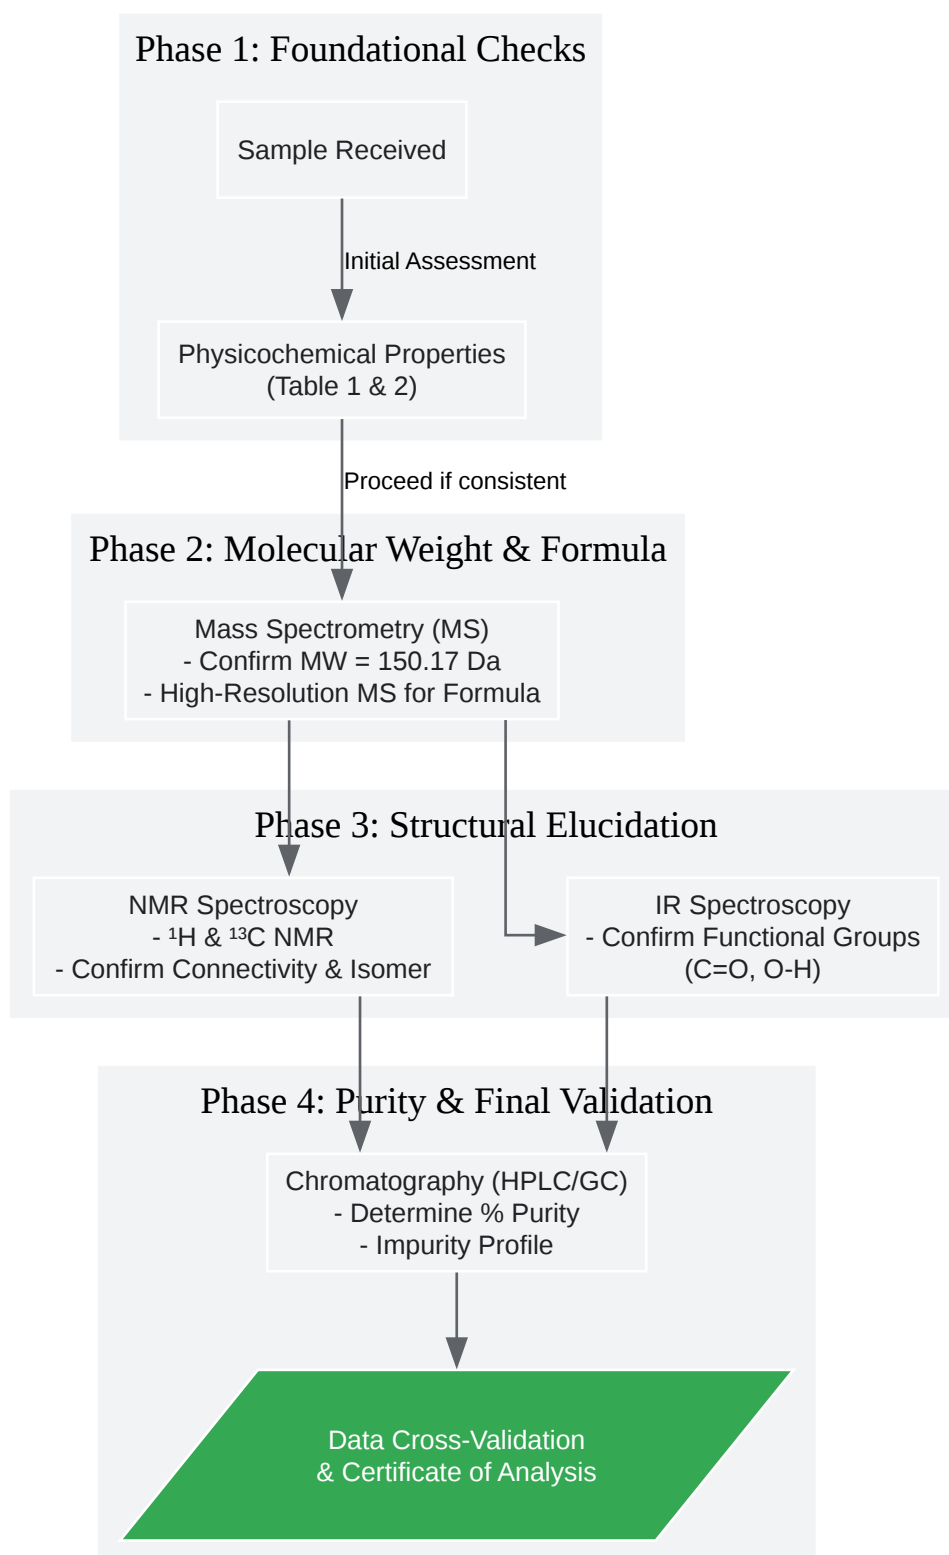 Phase 1: Foundational Checks
Sample Received
Initial Assessment
Physicochemical Properties
(Table 1 & 2)
Proceed if consistent
Phase 2: Molecular Weight & Formula
Mass Spectrometry (MS)
- Confirm MW = 150.17 Da
- High-Resolution MS for Formula
Phase 3: Structural Elucidation
NMR Spectroscopy
- ¹H & ¹³C NMR
- Confirm Connectivity & Isomer
IR Spectroscopy
- Confirm Functional Groups
(C=O, O-H)
Phase 4: Purity & Final Validation
Chromatography (HPLC/GC)
- Determine % Purity
- Impurity Profile
Data Cross-Validation
& Certificate of Analysis